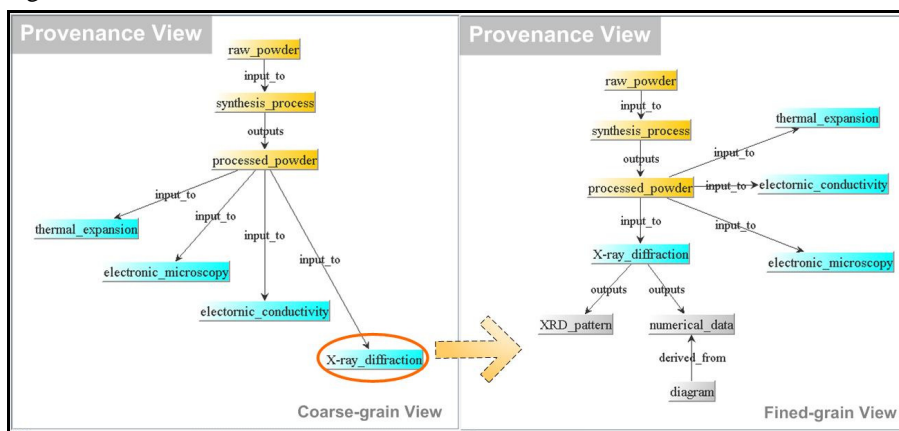 Provenance View
raw_powder
input_to
synthesis_process
outputs
processed_powder
input_to
input_to
input_to
input_to
thermal_expansion
electronic_microscopy
electornic_conductivity
X-ray_diffraction
Coarse-grain View
Provenance View
raw_powder
input_to
synthesis_process
outputs
processed_powder
input_to
thermal_expansion
input_to
electornic_conductivity
input_to
electronic_microscopy
input_to
X-ray_diffraction
outputs
outputs
XRD_pattern
numerical_data
derived_from
diagram
Fined-grain View